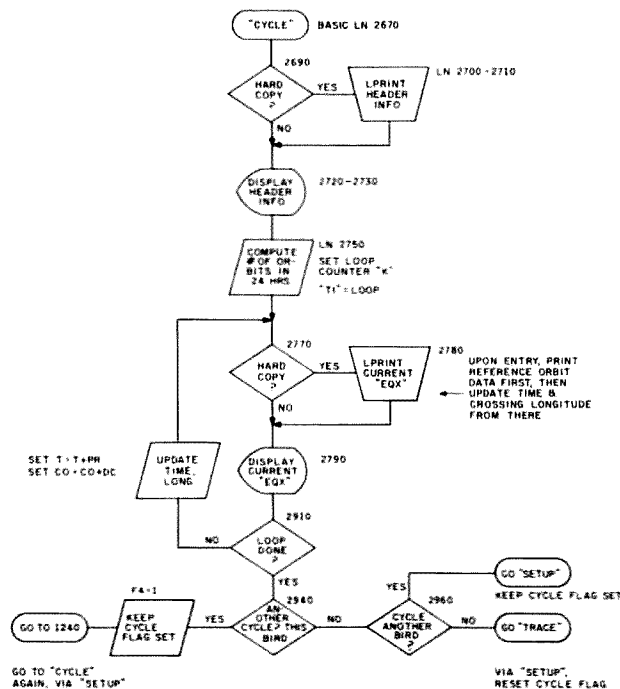 "CYCLE" BASIC LN 2670
2690
HARD
COPY
?
YES
LPRINT
HEADER
INFO
LN 2700-2710
NO
DISPLAY
HEADER
INFO
2720-2730
COMPUTE
# OF OR-
BITS IN
24 HRS
LN 2750
SET LOOP
COUNTER "K"
"T1"=LOOP
2770
HARD
COPY
?
YES
LPRINT
CURRENT
"EQX"
2780
UPON ENTRY, PRINT
REFERENCE ORBIT
DATA FIRST, THEN
UPDATE TIME &
CROSSING LONGITUDE
FROM THERE
NO
SET T=T+PR
SET CO=CO+DC
UPDATE
TIME,
LONG
DISPLAY
CURRENT
"EQX"
2790
2910
LOOP
DONE
?
NO
YES
2940
AN-
OTHER
CYCLE? THIS
BIRD
YES
F4-1
KEEP
CYCLE
FLAG SET
GO TO 1240
GO TO "CYCLE"
AGAIN, VIA "SETUP"
NO
2960
CYCLE
ANOTHER
BIRD
?
YES
GO "SETUP"
KEEP CYCLE FLAG SET
NO
GO "TRACE"
VIA "SETUP",
RESET CYCLE FLAG